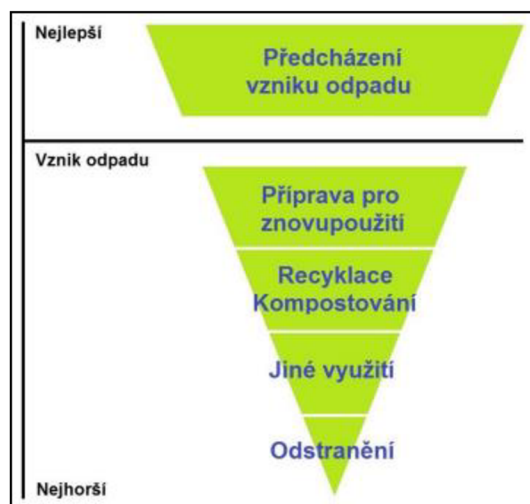 Nejlepší
Předcházení
vzniku odpadu
Vznik odpadu
Příprava pro
znovupoužití
Recyklace
Kompostování
Jiné využití
Odstranění
Nejhorší